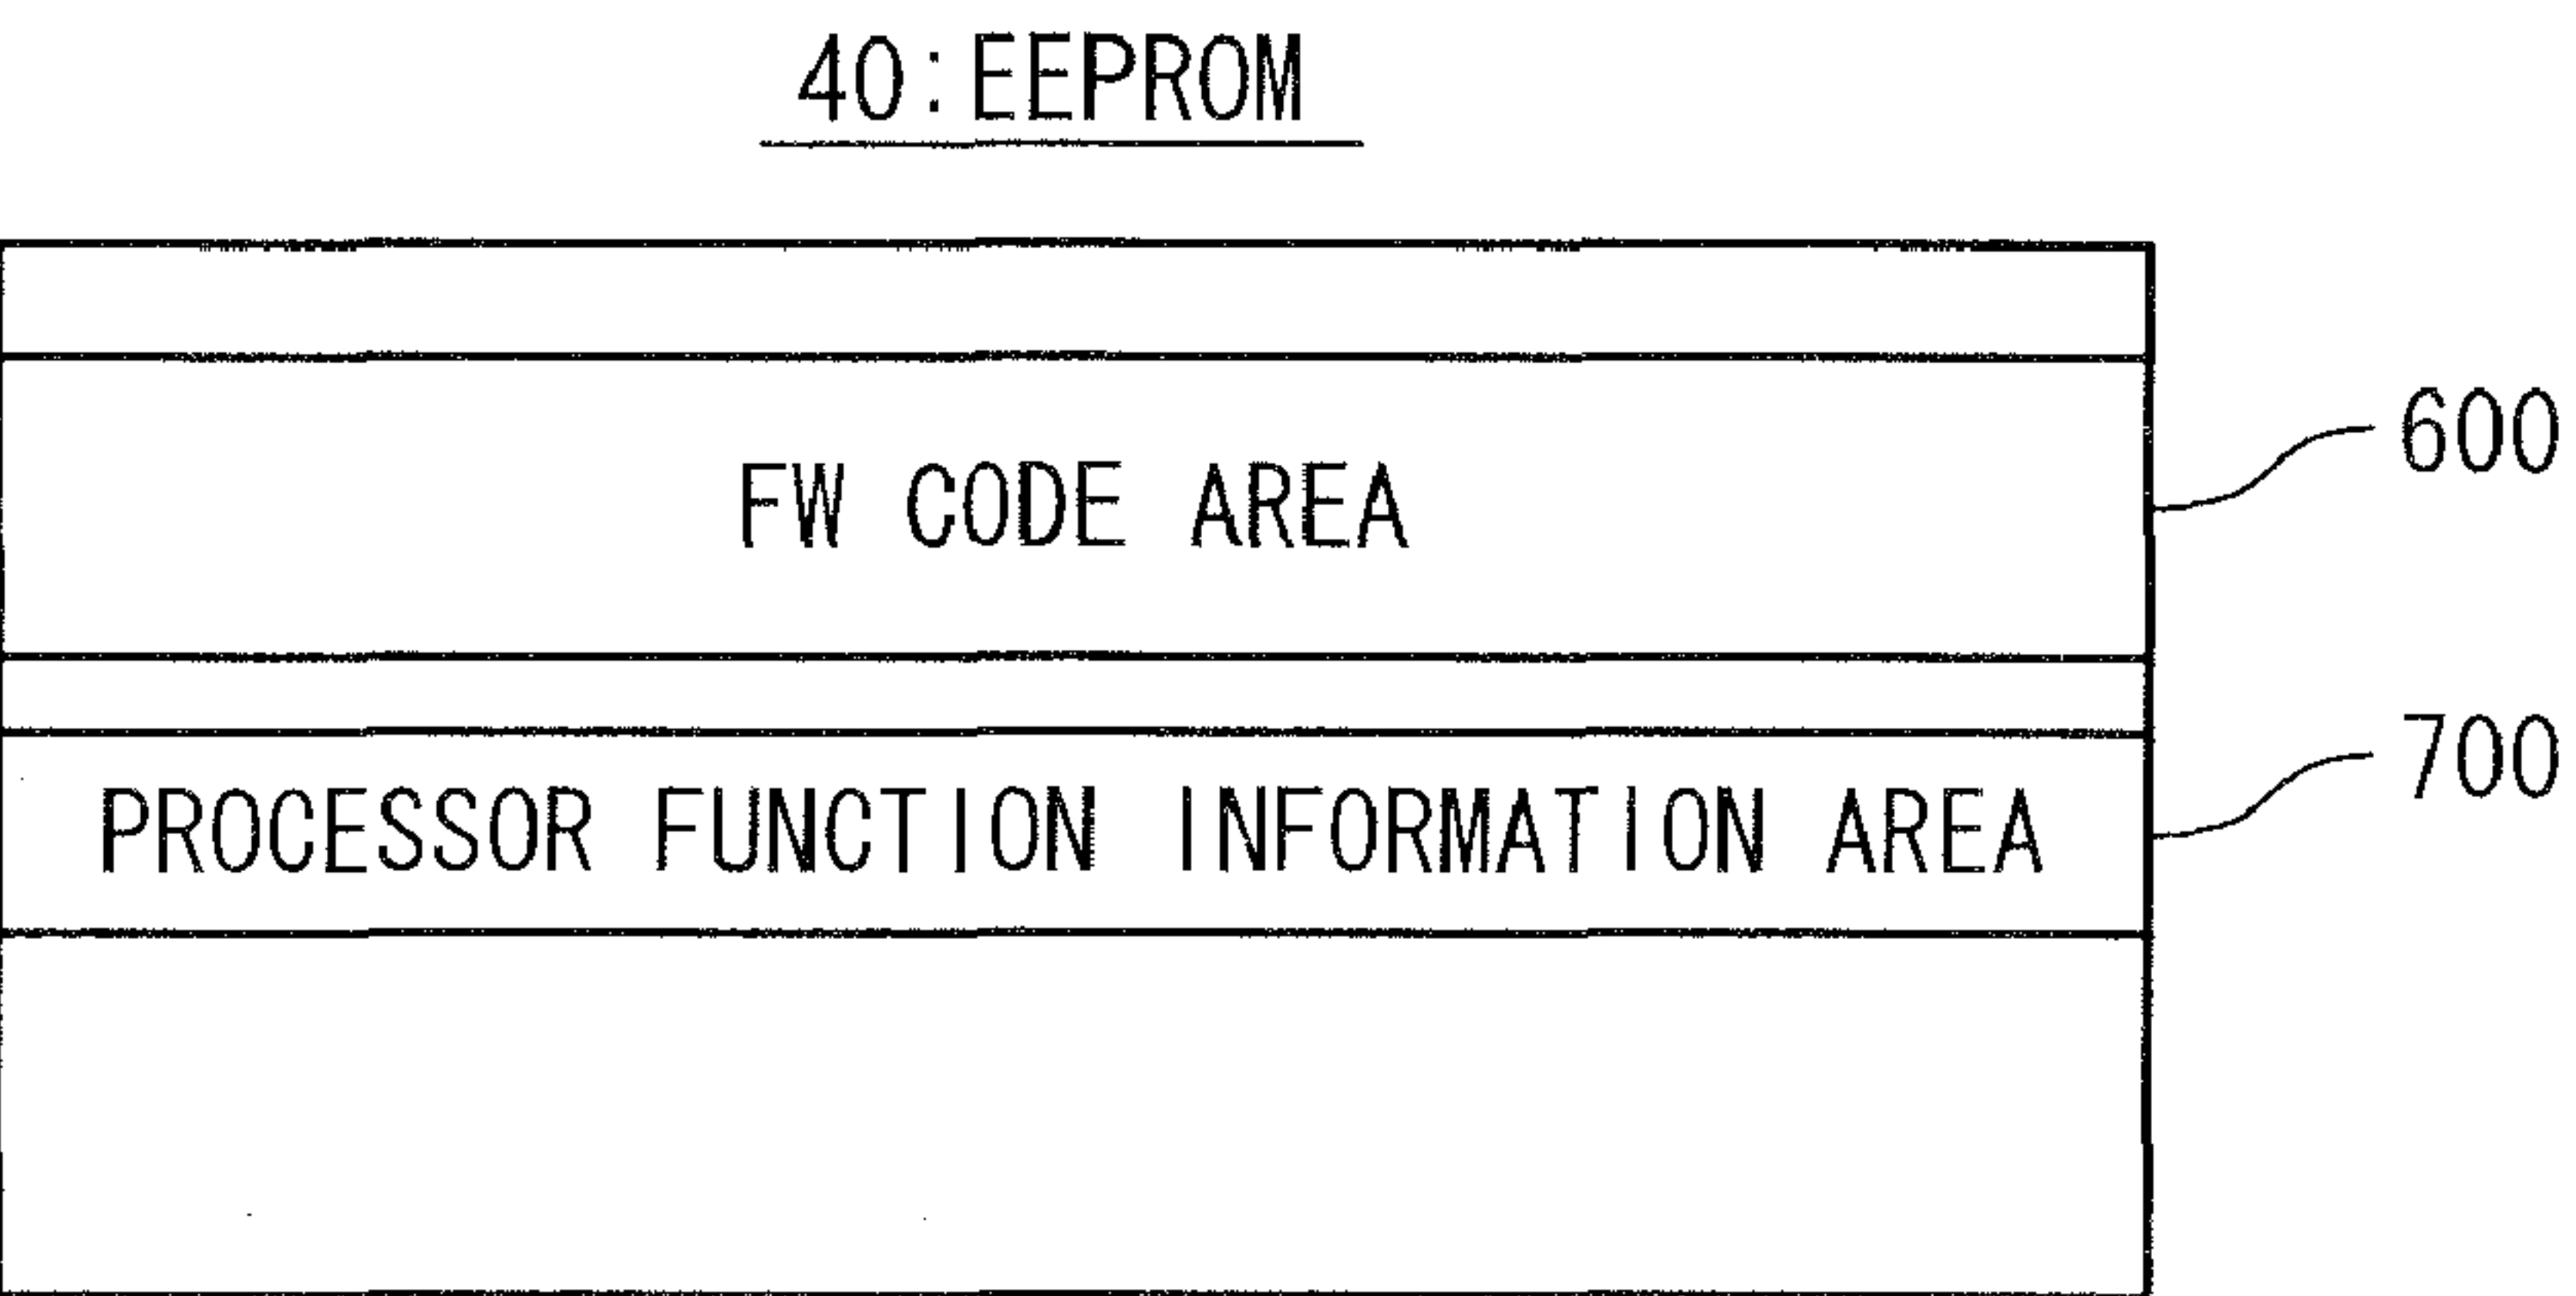 40:EEPROM
FW CODE AREA
600
PROCESSOR FUNCTION INFORMATION AREA
700